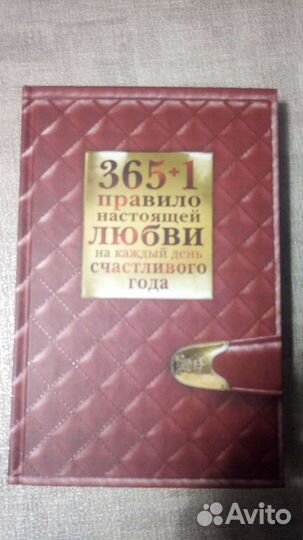 365+1
правило
настоящей
любви
на каждый день
счастливого
года
Avito